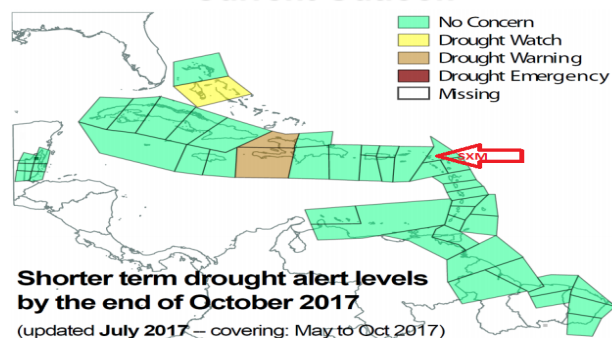 No Concern
Drought Watch
Drought Warning
Drought Emergency
Missing
SXM
Shorter term drought alert levels
by the end of October 2017
(updated July 2017 -- covering: May to Oct 2017)